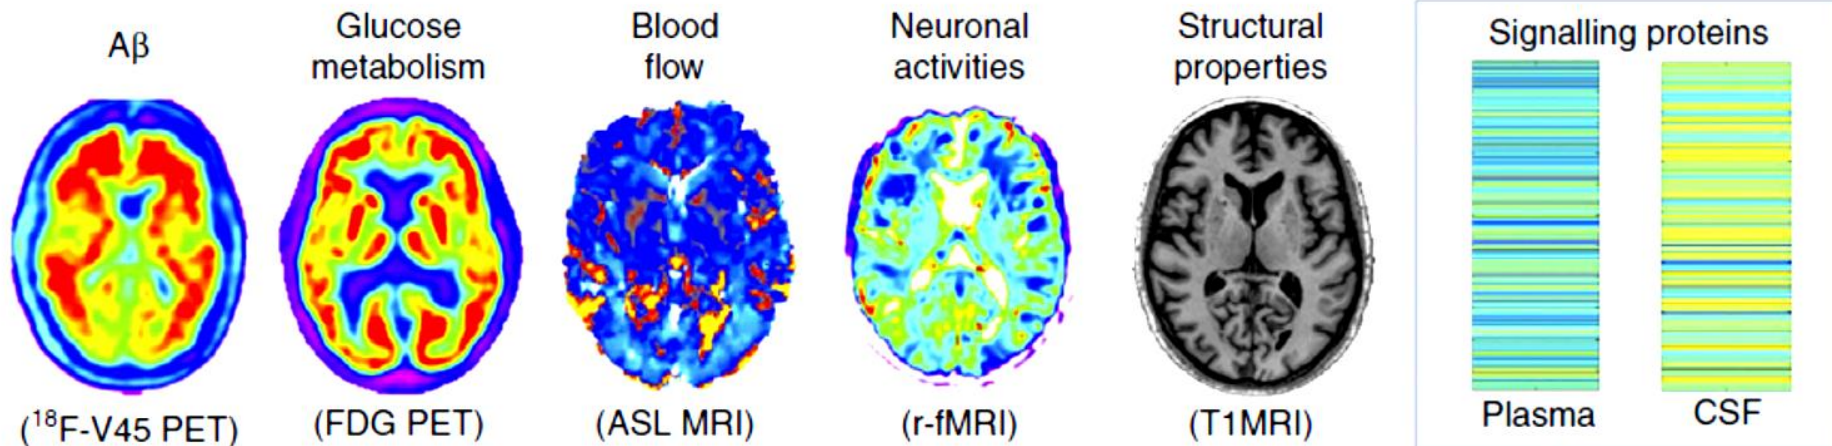 Aβ
Glucose
metabolism
Blood
flow
Neuronal
activities
Structural
properties
Signalling proteins
(¹⁸F-V45 PET)
(FDG PET)
(ASL MRI)
(r-fMRI)
(T1MRI)
Plasma
CSF